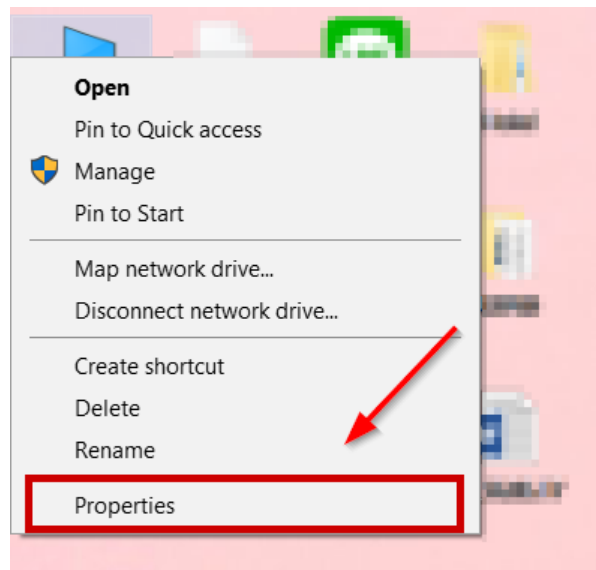 Open
Pin to Quick access
Manage
Pin to Start
Map network drive...
Disconnect network drive...
Create shortcut
Delete
Rename
Properties